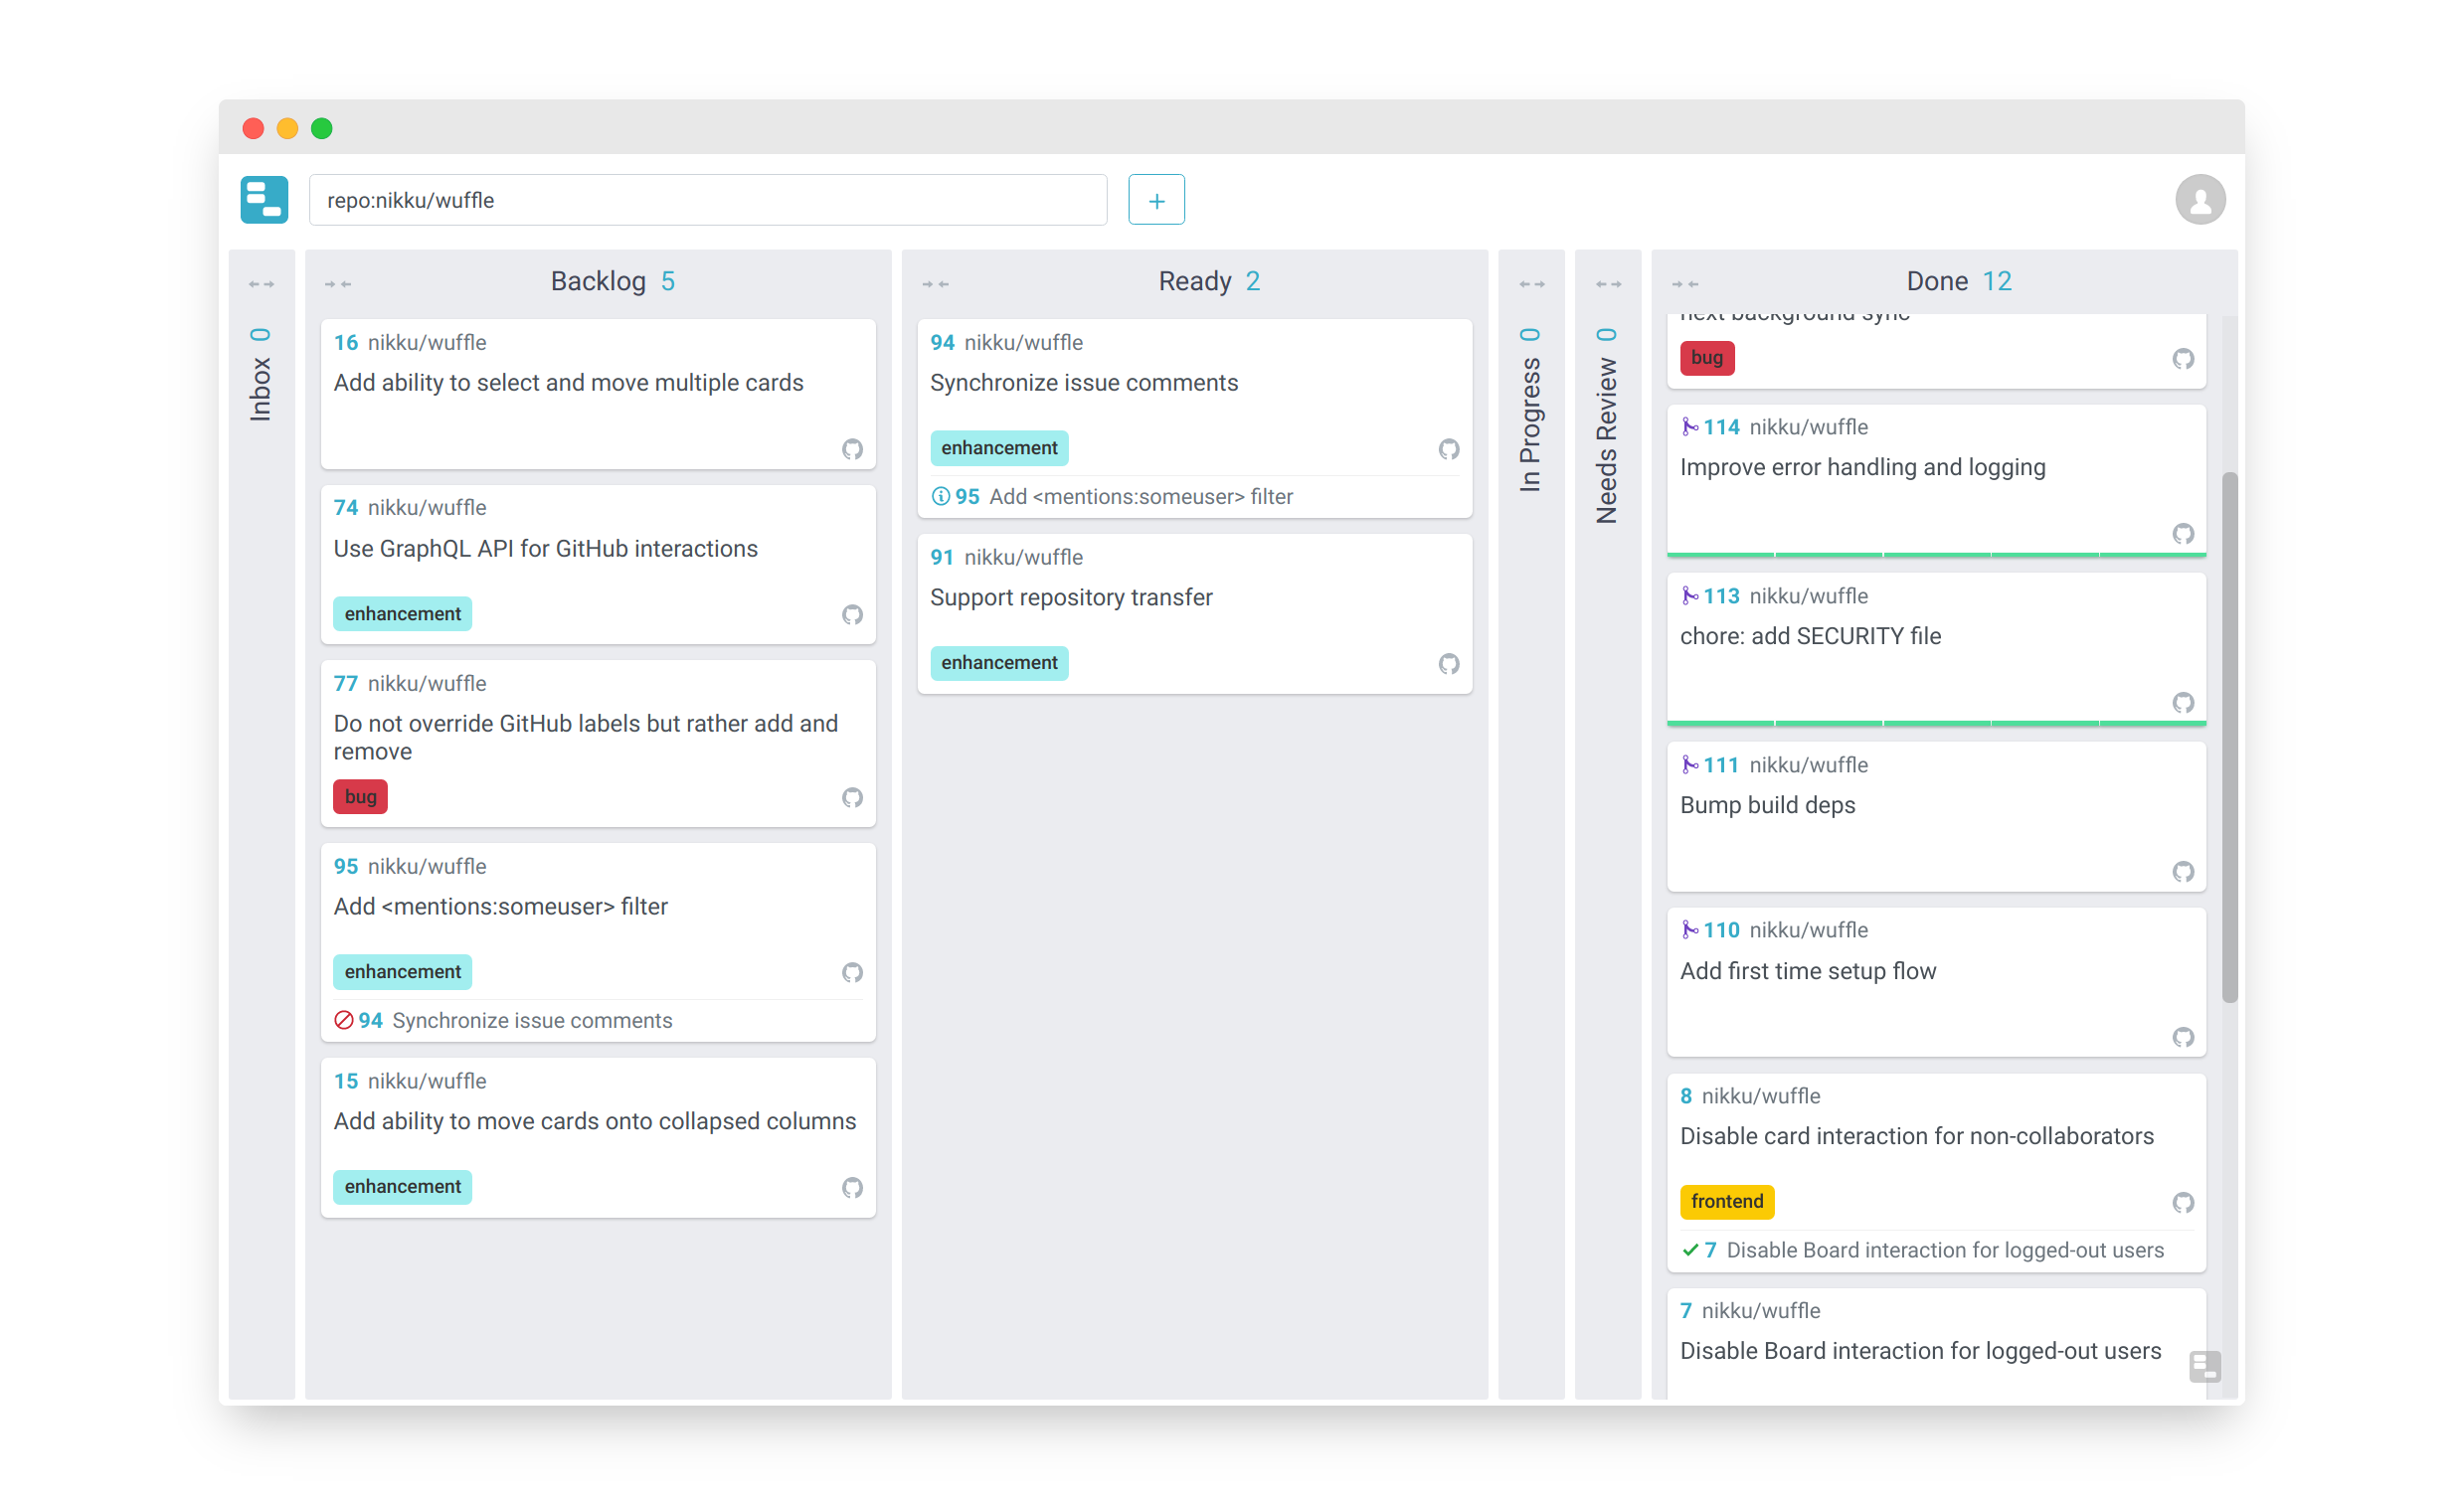 repo:nikku/wuffle
+
Inbox 0
Backlog 5
16 nikku/wuffle
Add ability to select and move multiple cards
74 nikku/wuffle
Use GraphQL API for GitHub interactions
enhancement
77 nikku/wuffle
Do not override GitHub labels but rather add and
remove
bug
95 nikku/wuffle
Add <mentions:someuser> filter
enhancement
94 Synchronize issue comments
15 nikku/wuffle
Add ability to move cards onto collapsed columns
enhancement
Ready 2
94 nikku/wuffle
Synchronize issue comments
enhancement
95 Add <mentions:someuser> filter
91 nikku/wuffle
Support repository transfer
enhancement
In Progress 0
Needs Review 0
Done 12
next background sync
bug
114 nikku/wuffle
Improve error handling and logging
113 nikku/wuffle
chore: add SECURITY file
111 nikku/wuffle
Bump build deps
110 nikku/wuffle
Add first time setup flow
8 nikku/wuffle
Disable card interaction for non-collaborators
frontend
7 Disable Board interaction for logged-out users
7 nikku/wuffle
Disable Board interaction for logged-out users